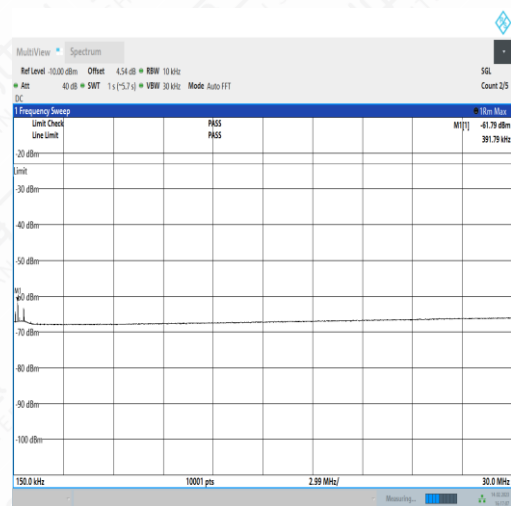 MultiView Spectrum
Ref Level -10.00 dBm Offset 4.54 dB RBW 10 kHz SGL
Att 40 dB SWT 1 s (~5.7 s) VBW 30 kHz Mode Auto FFT Count 2/5
DC
1 Frequency Sweep 1Rm Max
Limit Check PASS M1[1] -61.79 dBm
Line Limit PASS 391.79 kHz
-20 dBm
Limit
-30 dBm
-40 dBm
-50 dBm
M1
-60 dBm
-70 dBm
-80 dBm
-90 dBm
-100 dBm
150.0 kHz 10001 pts 2.99 MHz/ 30.0 MHz
Measuring...